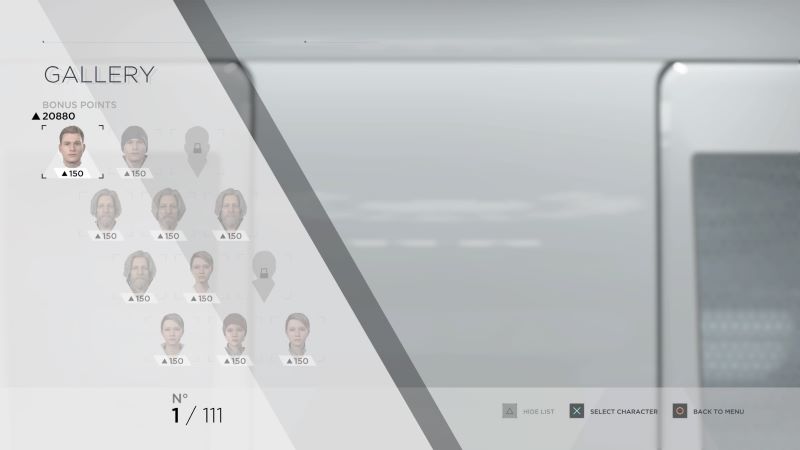 GALLERY
BONUS POINTS
▲20880
▲150 ▲150
▲150 ▲150 ▲150
▲150 ▲150
▲150 ▲150 ▲150
N°
1 / 111
HIDE LIST SELECT CHARACTER BACK TO MENU